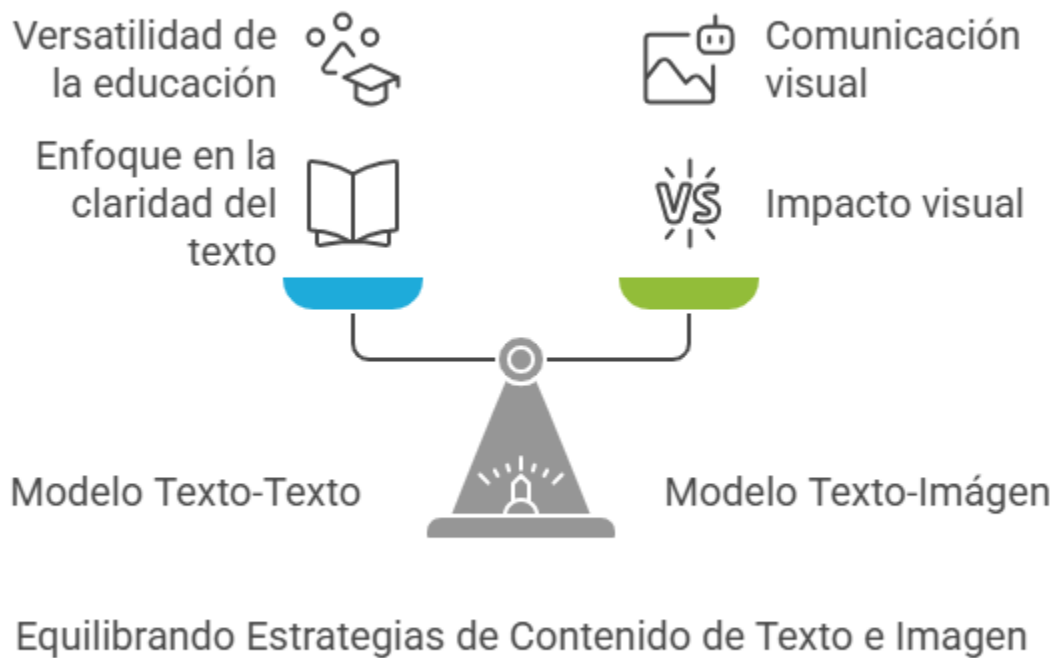 Versatilidad de
la educación
Enfoque en la
claridad del
texto
Comunicación
visual
VS
Impacto visual
Modelo Texto-Texto
Modelo Texto-Imágen
Equilibrando Estrategias de Contenido de Texto e Imagen